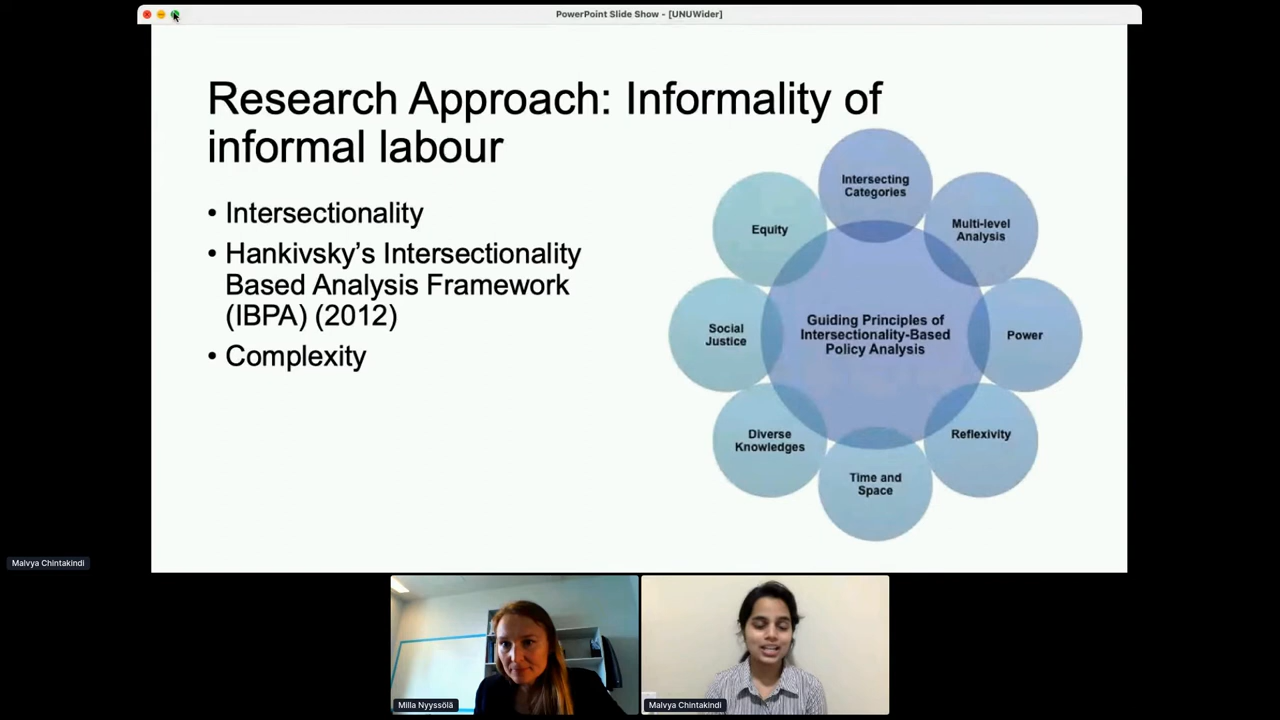 PowerPoint Slide Show - [UNUWider]
Research Approach: Informality of
informal labour
• Intersectionality
• Hankivsky’s Intersectionality
Based Analysis Framework
(IBPA) (2012)
• Complexity
Intersecting
Categories
Multi-level
Analysis
Power
Reflexivity
Time and
Space
Diverse
Knowledges
Social
Justice
Equity
Guiding Principles of
Intersectionality-Based
Policy Analysis
Malvya Chintakindi
Milla Nyyssölä
Malvya Chintakindi